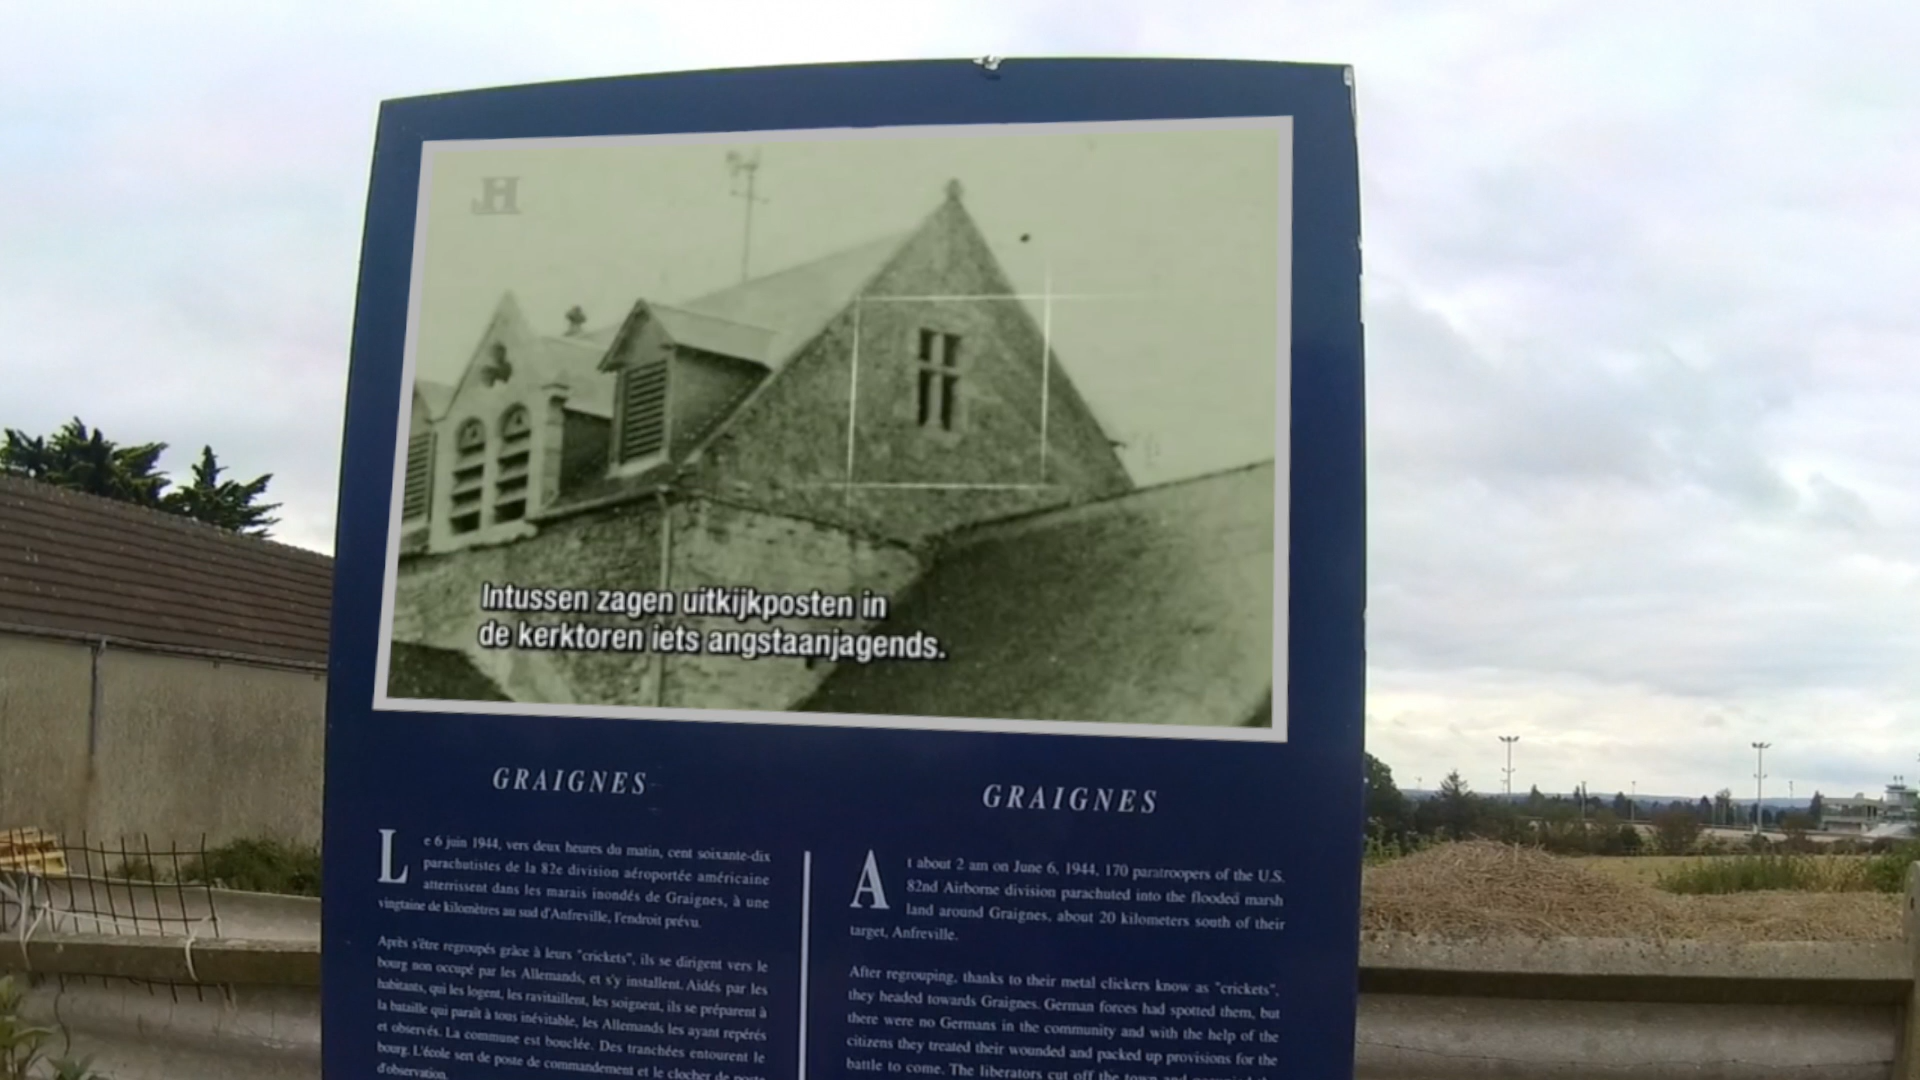 H
Intussen zagen uitkijkposten in
de kerktoren iets angstaanjagends.
GRAIGNES
Le 6 juin 1944, vers deux heures du matin, cent soixante-dix
parachutistes de la 82e division aéroportée américaine
atterrissent dans les marais inondés de Graignes, à une
vingtaine de kilomètres au sud d'Amfreville, l'endroit prévu.
Après s'être regroupés grâce à leurs "crickets", ils se dirigent vers le
bourg non occupé par les Allemands, et s'y installent. Aidés par les
habitants, qui les logent, les ravitaillent, les soignent, ils se préparent à
la bataille qui paraît à tous inévitable, les Allemands les ayant repérés
et observés. La commune est bouclée. Des tranchées entourent le
bourg. L'école sert de poste de commandement et le clocher de poste
d'observation.
GRAIGNES
At about 2 am on June 6, 1944, 170 paratroopers of the U.S.
82nd Airborne division parachuted into the flooded marsh
land around Graignes, about 20 kilometers south of their
target, Amfreville.
After regrouping, thanks to their metal clickers know as "crickets",
they headed towards Graignes. German forces had spotted them, but
there were no Germans in the community and with the help of the
citizens they treated their wounded and packed up provisions for the
battle to come. The liberators cut off the town and